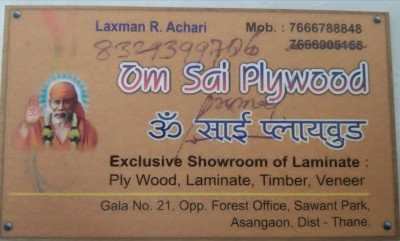 Laxman R. Achari
Mob. : 7666788848
8329399706
7666905155
Om Sai Plywood
ॐ साई प्लायवुड
Exclusive Showroom of Laminate :
Ply Wood, Laminate, Timber, Veneer
Gala No. 21, Opp. Forest Office, Sawant Park,
Asangaon, Dist - Thane.